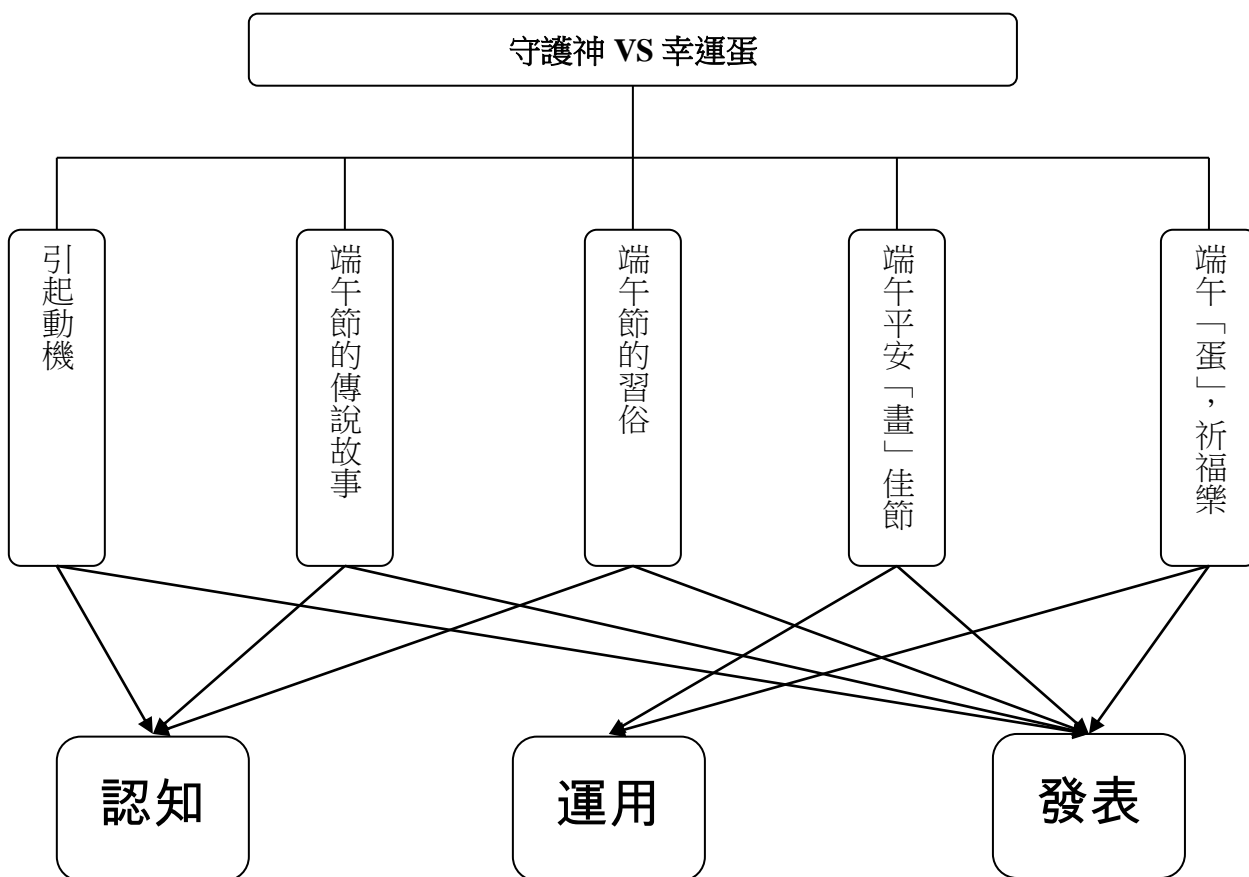 守護神 VS 幸運蛋
引起動機
端午節的傳說故事
端午節的習俗
端午平安「畫」佳節
端午「蛋」，祈福樂
認知
運用
發表